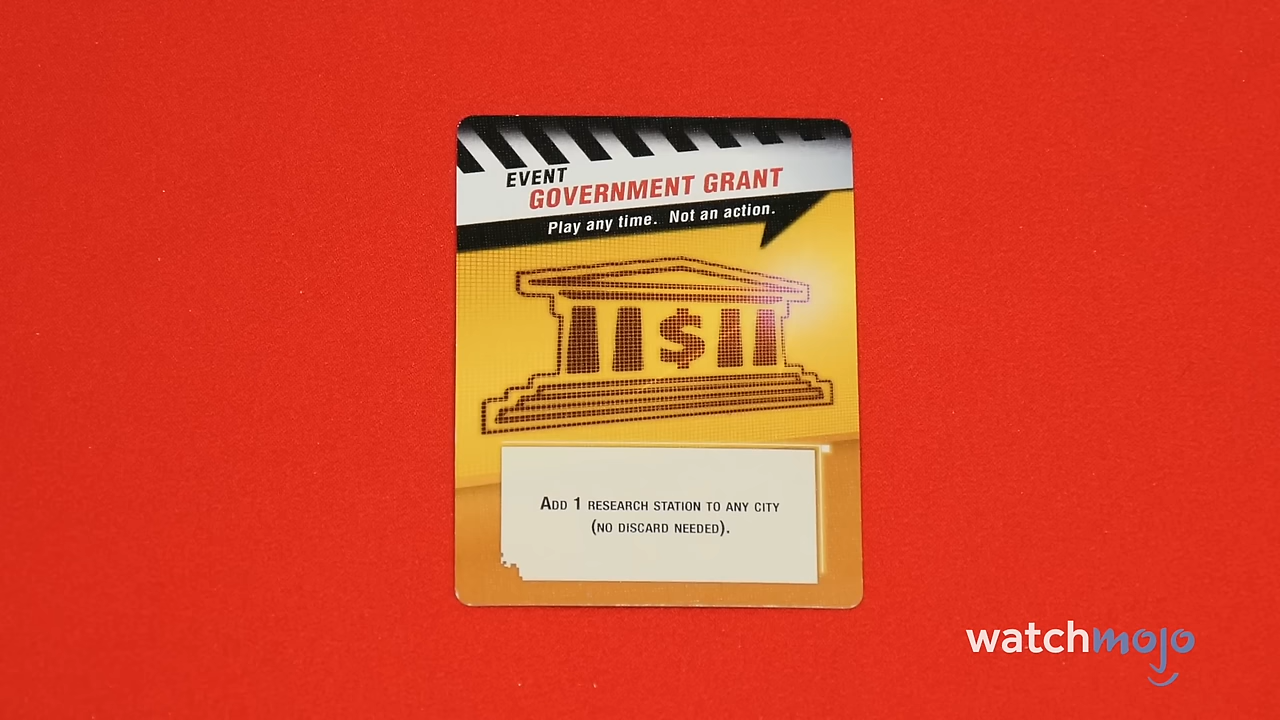 EVENT
GOVERNMENT GRANT
Play any time. Not an action.
$
ADD 1 RESEARCH STATION TO ANY CITY
(NO DISCARD NEEDED).
watchmojo